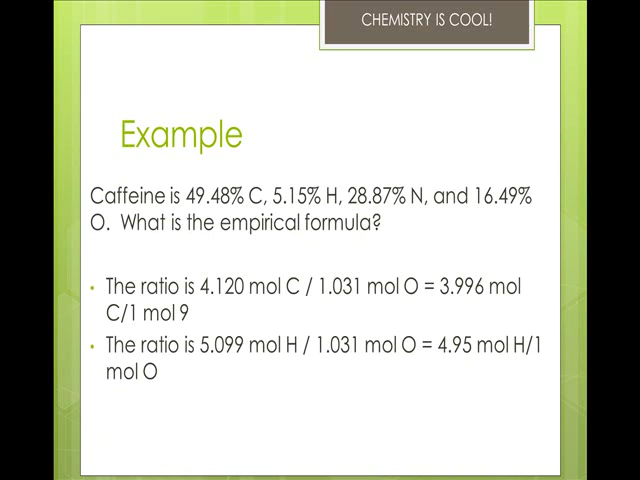 CHEMISTRY IS COOL!
Example
Caffeine is 49.48% C, 5.15% H, 28.87% N, and 16.49%
O. What is the empirical formula?
• The ratio is 4.120 mol C / 1.031 mol O = 3.996 mol
C/1 mol 9
• The ratio is 5.099 mol H / 1.031 mol O = 4.95 mol H/1
mol O